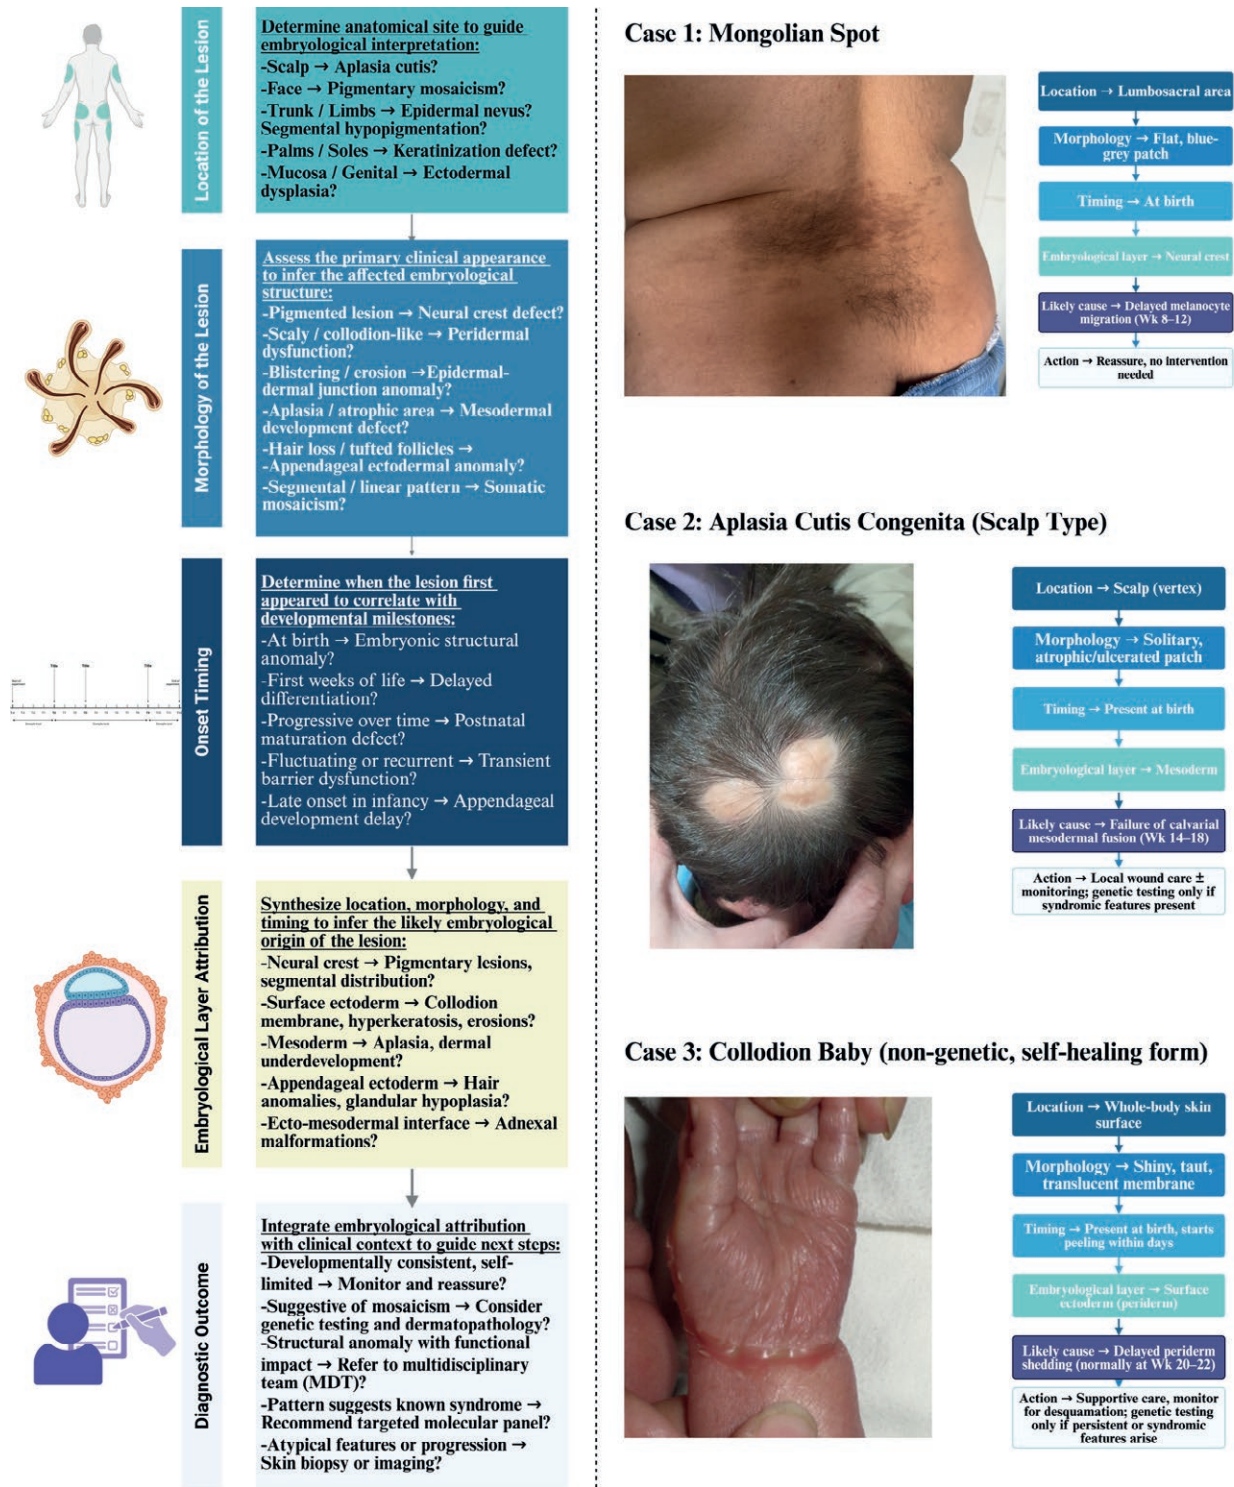 Location of the Lesion
Determine anatomical site to guide
embryological interpretation:
-Scalp → Aplasia cutis?
-Face → Pigmentary mosaicism?
-Trunk / Limbs → Epidermal nevus?
Segmental hypopigmentation?
-Palms / Soles → Keratinization defect?
-Mucosa / Genital → Ectodermal
dysplasia?
Morphology of the Lesion
Assess the primary clinical appearance
to infer the affected embryological
structure:
-Pigmented lesion → Neural crest defect?
-Scaly / collodion-like → Peridermal
dysfunction?
-Blistering / erosion →Epidermal-
dermal junction anomaly?
-Aplasia / atrophic area → Mesodermal
development defect?
-Hair loss / tufted follicles →
-Appendageal ectodermal anomaly?
-Segmental / linear pattern → Somatic
mosaicism?
Onset Timing
Determine when the lesion first
appeared to correlate with
developmental milestones:
-At birth → Embryonic structural
anomaly?
-First weeks of life → Delayed
differentiation?
-Progressive over time → Postnatal
maturation defect?
-Fluctuating or recurrent → Transient
barrier dysfunction?
-Late onset in infancy → Appendageal
development delay?
Embryological Layer Attribution
Synthesize location, morphology, and
timing to infer the likely embryological
origin of the lesion:
-Neural crest → Pigmentary lesions,
segmental distribution?
-Surface ectoderm → Collodion
membrane, hyperkeratosis, erosions?
-Mesoderm → Aplasia, dermal
underdevelopment?
-Appendageal ectoderm → Hair
anomalies, glandular hypoplasia?
-Ecto-mesodermal interface → Adnexal
malformations?
Diagnostic Outcome
Integrate embryological attribution
with clinical context to guide next steps:
-Developmentally consistent, self-
limited → Monitor and reassure?
-Suggestive of mosaicism → Consider
genetic testing and dermatopathology?
-Structural anomaly with functional
impact → Refer to multidisciplinary
team (MDT)?
-Pattern suggests known syndrome →
Recommend targeted molecular panel?
-Atypical features or progression →
Skin biopsy or imaging?
Case 1: Mongolian Spot
Location → Lumbosacral area
Morphology → Flat, blue-
grey patch
Timing → At birth
Embryological layer → Neural crest
Likely cause → Delayed melanocyte
migration (Wk 8–12)
Action → Reassure, no intervention
needed
Case 2: Aplasia Cutis Congenita (Scalp Type)
Location → Scalp (vertex)
Morphology → Solitary,
atrophic/ulcerated patch
Timing → Present at birth
Embryological layer → Mesoderm
Likely cause → Failure of calvarial
mesodermal fusion (Wk 14–18)
Action → Local wound care ±
monitoring; genetic testing only if
syndromic features present
Case 3: Collodion Baby (non-genetic, self-healing form)
Location → Whole-body skin
surface
Morphology → Shiny, taut,
translucent membrane
Timing → Present at birth, starts
peeling within days
Embryological layer → Surface
ectoderm (periderm)
Likely cause → Delayed periderm
shedding (normally at Wk 20–22)
Action → Supportive care, monitor
for desquamation; genetic testing
only if persistent or syndromic
features arise